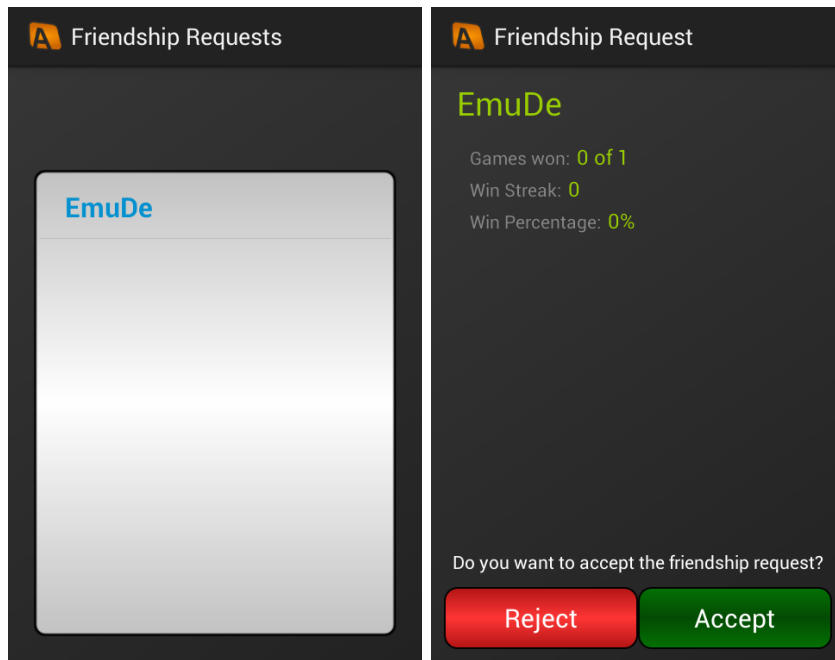 Friendship Requests
EmuDe
Friendship Request
EmuDe
Games won: 0 of 1
Win Streak: 0
Win Percentage: 0%
Do you want to accept the friendship request?
Reject
Accept